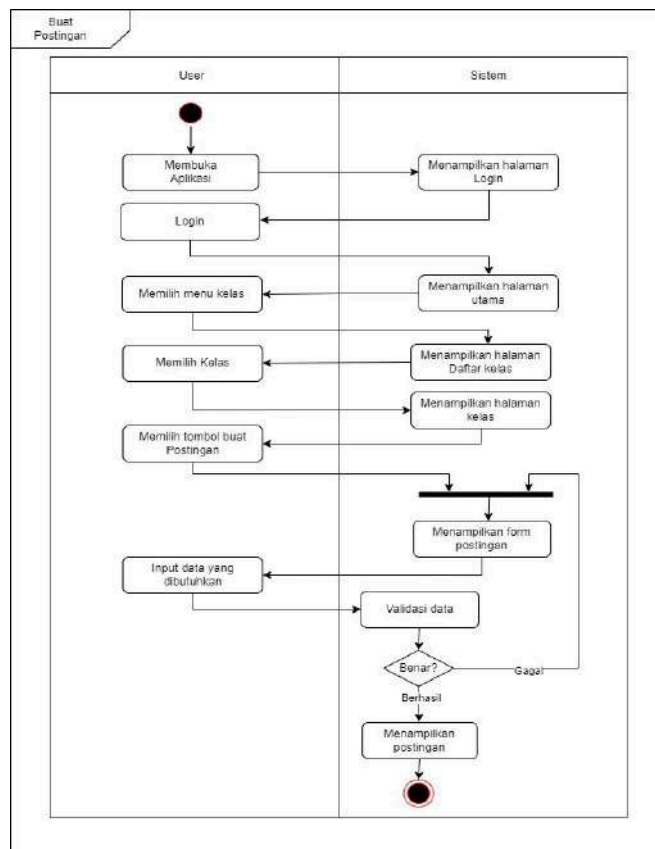 Buat
Postingan
User
Sistem
Membuka
Aplikasi
Menampilkan halaman
Login
Login
Menampilkan halaman
utama
Memilih menu kelas
Menampilkan halaman
Daftar kelas
Memilih Kelas
Menampilkan halaman
kelas
Memilih tombol buat
Postingan
Menampilkan form
postingan
Input data yang
dibutuhkan
Validasi data
Benar?
Gagal
Berhasil
Menampilkan
postingan